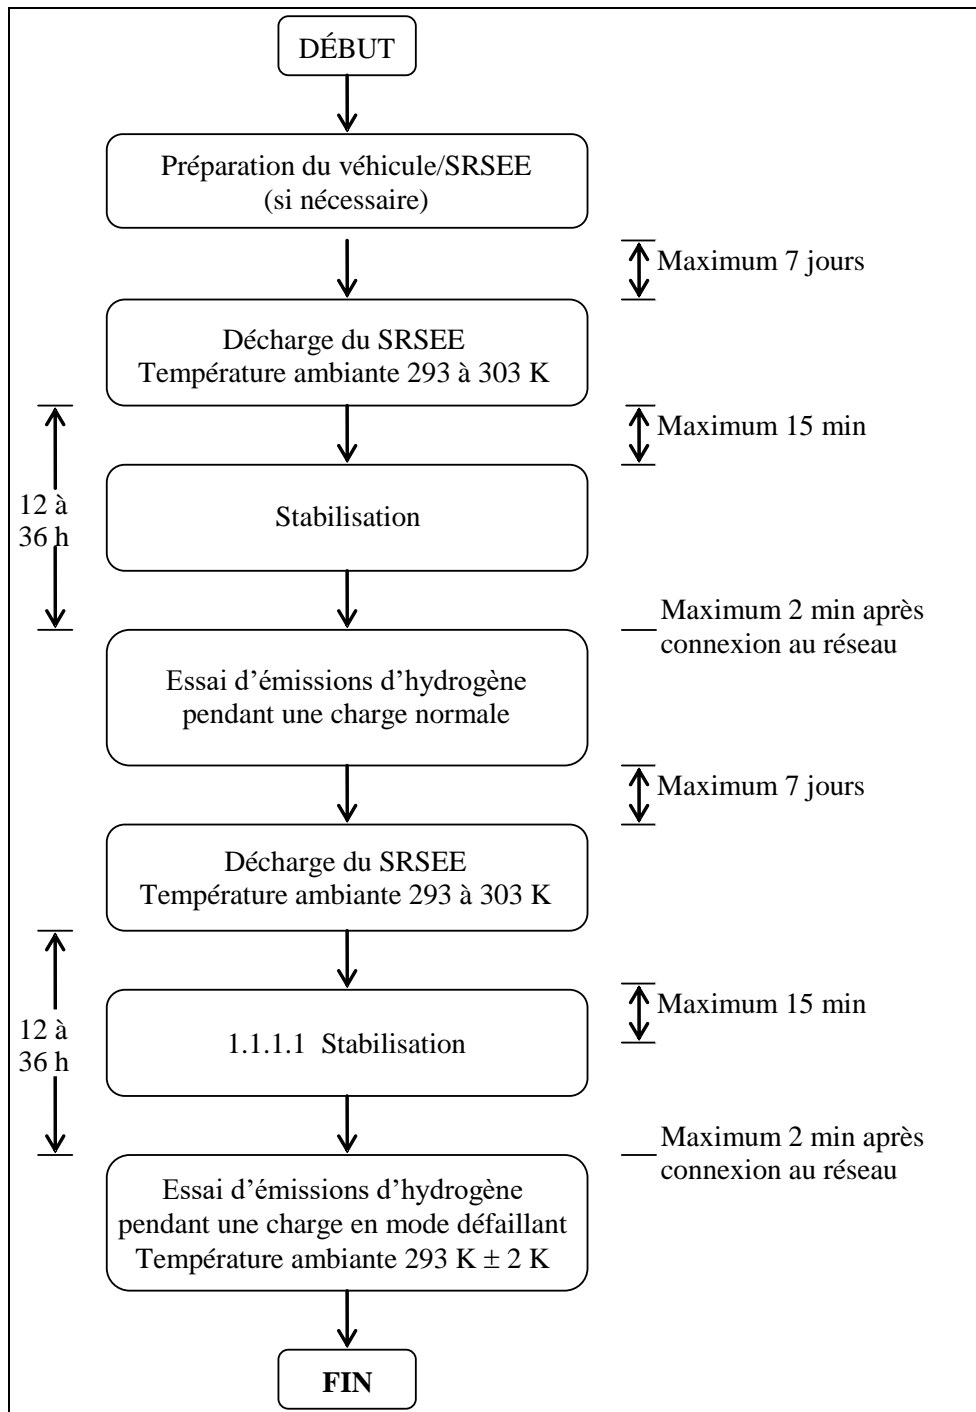 DÉBUT
Préparation du véhicule/SRSEE
(si nécessaire)
Maximum 7 jours
Décharge du SRSEE
Température ambiante 293 à 303 K
Maximum 15 min
12 à
36 h
Stabilisation
Maximum 2 min après
connexion au réseau
Essai d’émissions d’hydrogène
pendant une charge normale
Maximum 7 jours
Décharge du SRSEE
Température ambiante 293 à 303 K
Maximum 15 min
12 à
36 h
1.1.1.1 Stabilisation
Maximum 2 min après
connexion au réseau
Essai d’émissions d’hydrogène
pendant une charge en mode défaillant
Température ambiante 293 K ± 2 K
FIN